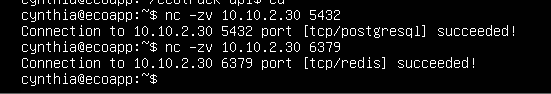 cynthia@ecoapp:~$ nc -zv 10.10.2.30 5432
Connection to 10.10.2.30 5432 port [tcp/postgresql] succeeded!
cynthia@ecoapp:~$ nc -zv 10.10.2.30 6379
Connection to 10.10.2.30 6379 port [tcp/redis] succeeded!
cynthia@ecoapp:~$